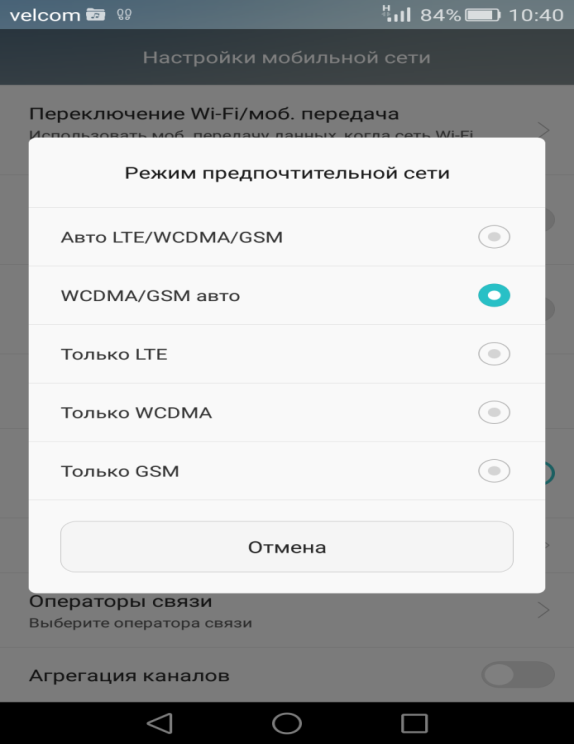 velcom H 84% 10:40
Настройки мобильной сети
Переключение Wi-Fi/моб. передача
Использовать моб. передачу данных, когда сеть Wi-Fi
Режим предпочтительной сети
Авто LTE/WCDMA/GSM
WCDMA/GSM авто
Только LTE
Только WCDMA
Только GSM
Отмена
Операторы связи
Выберите оператора связи
Агрегация каналов